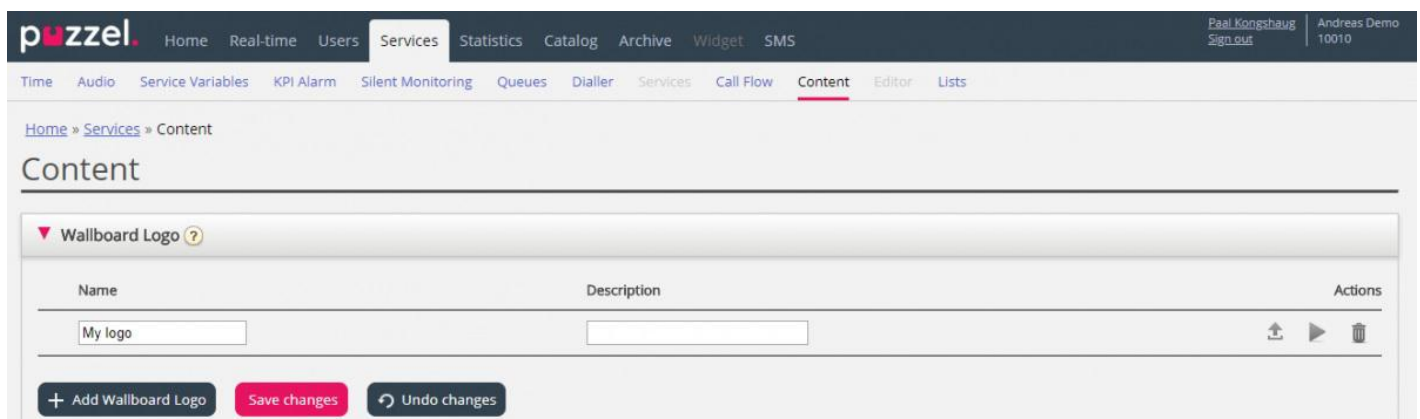 puzzel.
Home Real-time Users Services Statistics Catalog Archive Widget SMS
Paal Kongshaug
Sign out
Andreas Demo
10010
Time Audio Service Variables KPI Alarm Silent Monitoring Queues Dialler Services Call Flow Content Editor Lists
Home » Services » Content
Content
Wallboard Logo ?
Name Description Actions
My logo
+ Add Wallboard Logo Save changes Undo changes